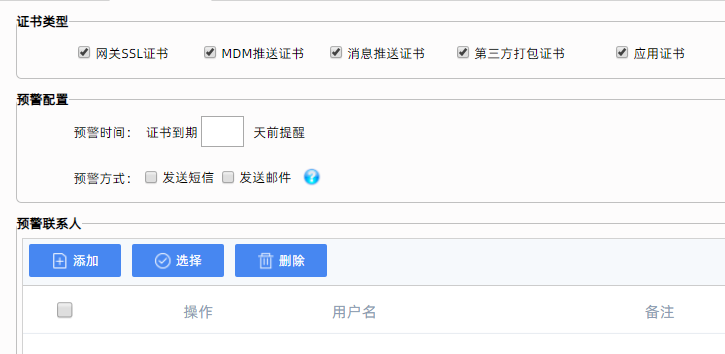 证书类型
网关SSL证书 MDM推送证书 消息推送证书 第三方打包证书 应用证书
预警配置
预警时间： 证书到期 天前提醒
预警方式： 发送短信 发送邮件 ?
预警联系人
添加 选择 删除
操作 用户名 备注